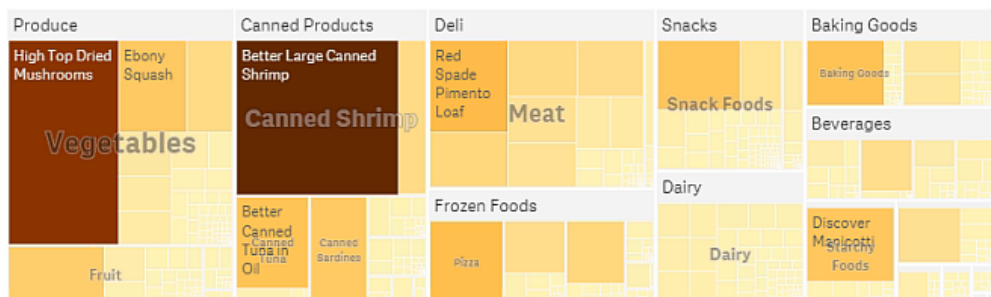 Produce
High Top Dried
Mushrooms
Ebony
Squash
Vegetables
Fruit
Canned Products
Better Large Canned
Shrimp
Canned Shrimp
Better
Canned
Tuna in
Oil
Canned
Tuna
Canned
Sardines
Deli
Red
Spade
Pimento
Loaf
Meat
Frozen Foods
Pizza
Snacks
Snack Foods
Dairy
Dairy
Baking Goods
Baking Goods
Beverages
Discover
Manicotti
Starchy
Foods